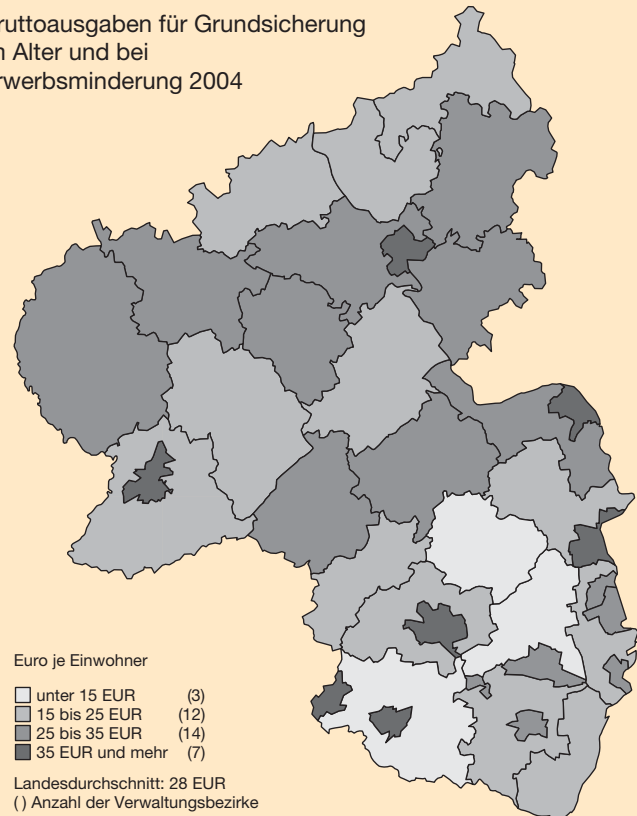 ruttoausgaben für Grundsicherung
Alter und bei
rwerbsminderung 2004
Euro je Einwohner
unter 15 EUR (3)
15 bis 25 EUR (12)
25 bis 35 EUR (14)
35 EUR und mehr (7)
Landesdurchschnitt: 28 EUR
( ) Anzahl der Verwaltungsbezirke